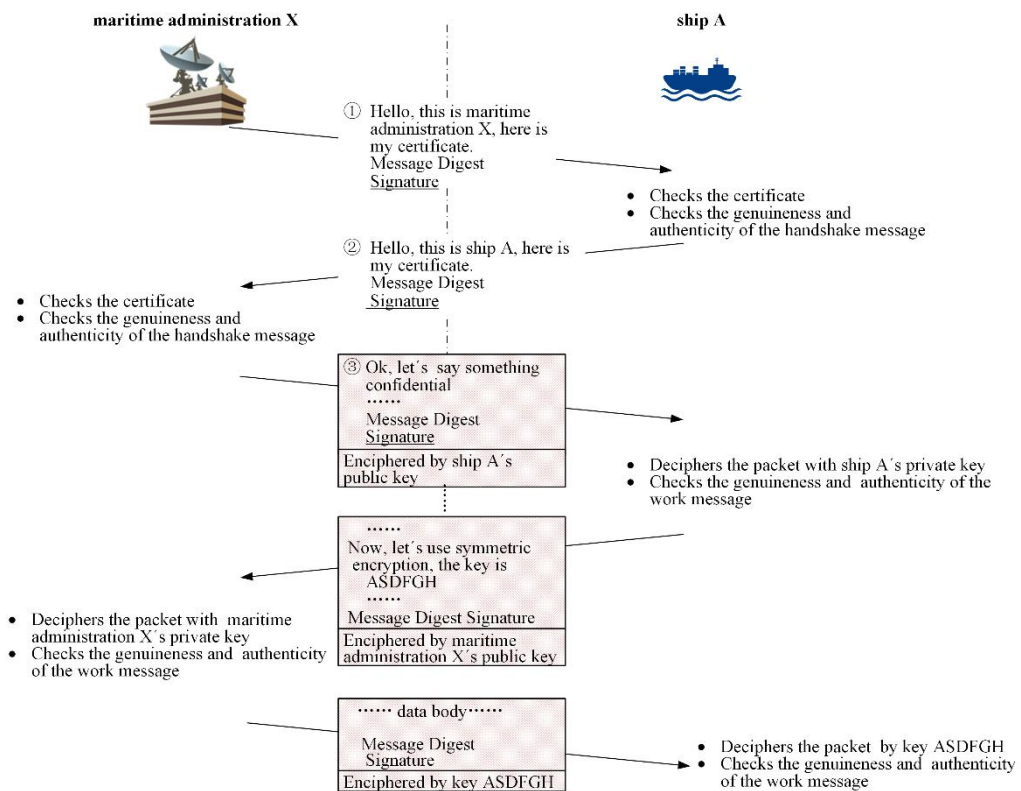 maritime administration X
ship A
① Hello, this is maritime
administration X, here is
my certificate.
Message Digest
Signature
• Checks the certificate
• Checks the genuineness and
authenticity of the handshake message
② Hello, this is ship A, here is
my certificate.
Message Digest
Signature
• Checks the certificate
• Checks the genuineness and
authenticity of the handshake message
③ Ok, let´s say something
confidential
……
Message Digest
Signature
Enciphered by ship A´s
public key
• Deciphers the packet with ship A´s private key
• Checks the genuineness and authenticity of the
work message
……
Now, let´s use symmetric
encryption, the key is
ASDFGH
……
Message Digest Signature
Enciphered by maritime
administration X´s public key
• Deciphers the packet with maritime
administration X´s private key
• Checks the genuineness and authenticity
of the work message
…… data body……
Message Digest
Signature
Enciphered by key ASDFGH
• Deciphers the packet by key ASDFGH
• Checks the genuineness and authenticity
of the work message